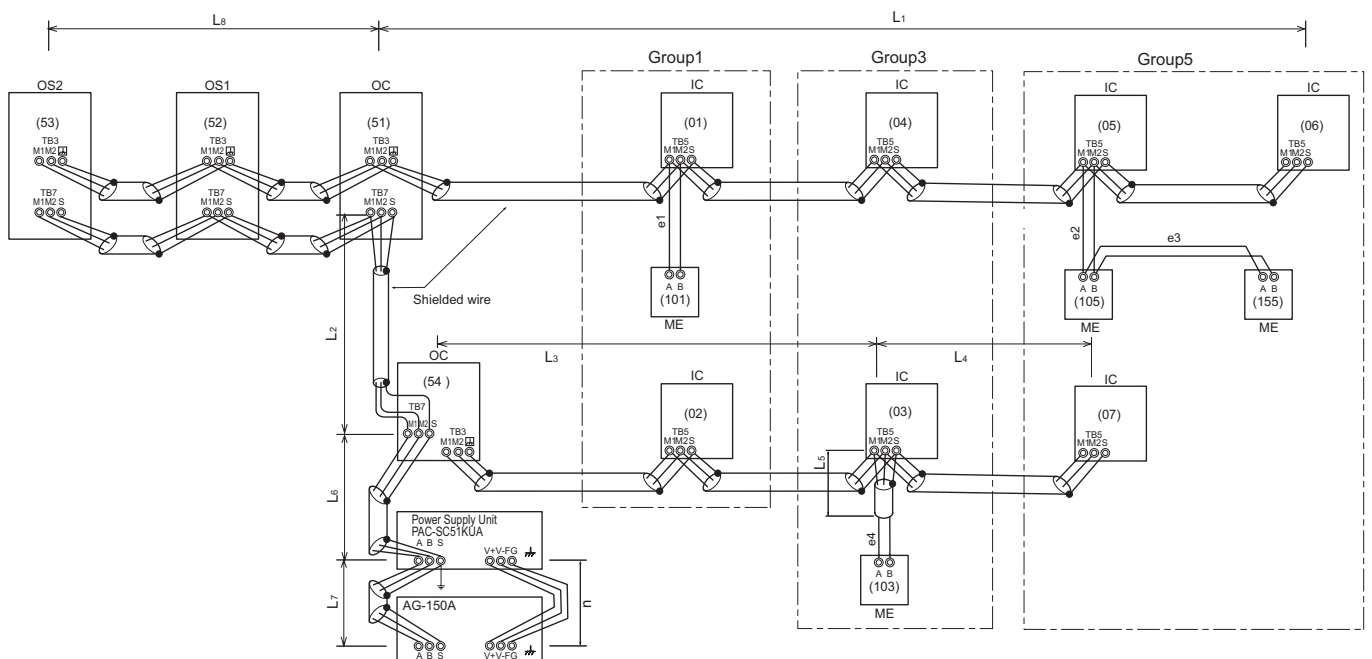 L8
L1
Group1
Group3
Group5
OS2
OS1
OC
IC
IC
IC
IC
(53)
(52)
(51)
(01)
(04)
(05)
(06)
TB3
TB3
TB3
TB5
TB5
TB5
TB5
M1M2
M1M2
M1M2
M1M2S
M1M2S
M1M2S
M1M2S
TB7
TB7
TB7
M1M2 S
M1M2 S
M1M2 S
e1
e2
e3
A B
(101)
ME
A B
(105)
ME
A B
(155)
ME
Shielded wire
L2
L3
L4
OC
IC
IC
IC
(54 )
(02)
(03)
(07)
TB7
M1M2 S
TB3
M1M2
TB5
M1M2S
TB5
M1M2S
TB5
M1M2S
L5
L6
e4
A B
(103)
ME
Power Supply Unit
PAC-SC51KUA
A B S
V+V-FG
L7
n
AG-150A
A B S
V+V-FG